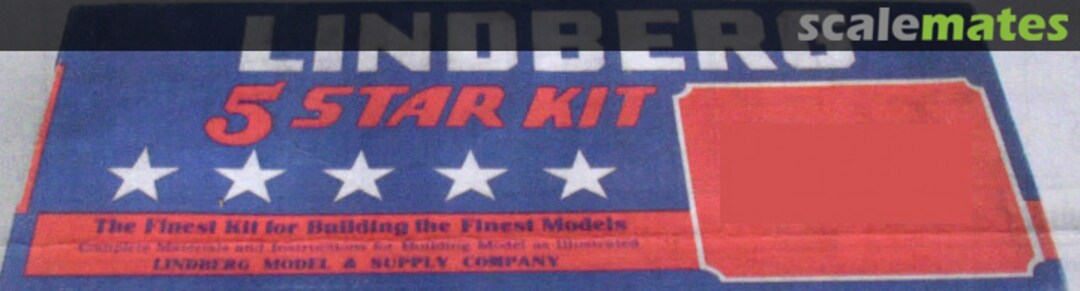 scalemates
LINDBERG
5 STAR KIT
The Finest Kit for Building the Finest Models
Complete Materials and Instructions for Building Model as Illustrated
LINDBERG MODEL & SUPPLY COMPANY